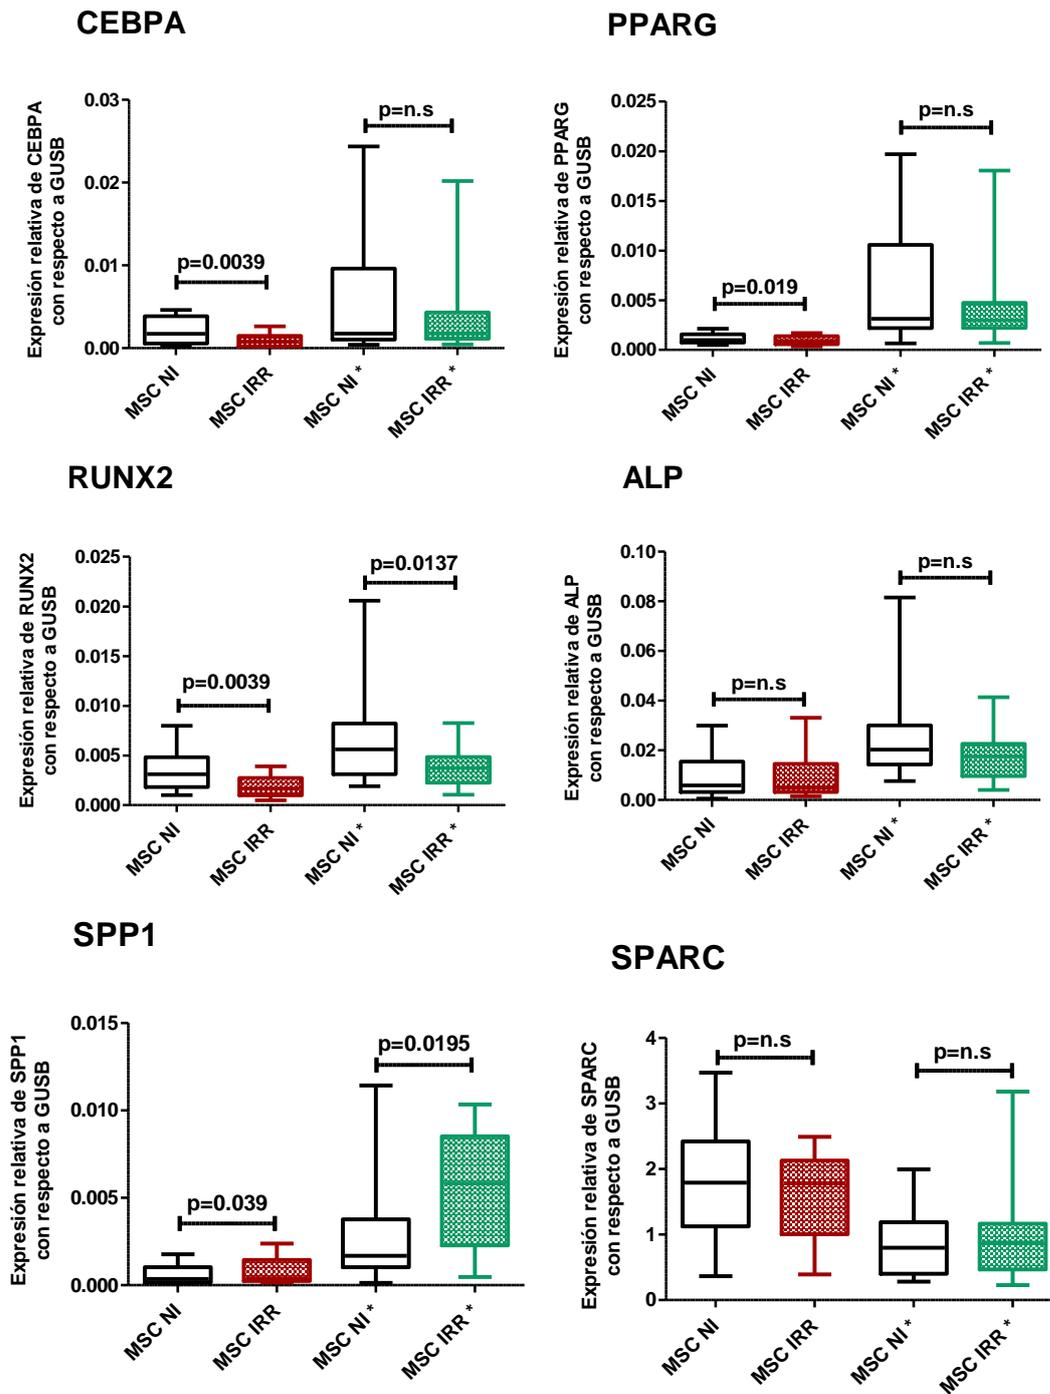 CEBPA
Expresión relativa de CEBPA
con respecto a GUSB
0.03
0.02
0.01
0.00
p=0.0039
p=n.s
MSC NI
MSC IRR
MSC NI *
MSC IRR *
PPARG
Expresión relativa de PPARG
con respecto a GUSB
0.025
0.020
0.015
0.010
0.005
0.000
p=0.019
p=n.s
MSC NI
MSC IRR
MSC NI *
MSC IRR *
RUNX2
Expresión relativa de RUNX2
con respecto a GUSB
0.025
0.020
0.015
0.010
0.005
0.000
p=0.0039
p=0.0137
MSC NI
MSC IRR
MSC NI *
MSC IRR *
ALP
Expresión relativa de ALP
con respecto a GUSB
0.10
0.08
0.06
0.04
0.02
0.00
p=n.s
p=n.s
MSC NI
MSC IRR
MSC NI *
MSC IRR *
SPP1
Expresión relativa de SPP1
con respecto a GUSB
0.015
0.010
0.005
0.000
p=0.039
p=0.0195
MSC NI
MSC IRR
MSC NI *
MSC IRR *
SPARC
Expresión relativa de SPARC
con respecto a GUSB
4
3
2
1
0
p=n.s
p=n.s
MSC NI
MSC IRR
MSC NI *
MSC IRR *